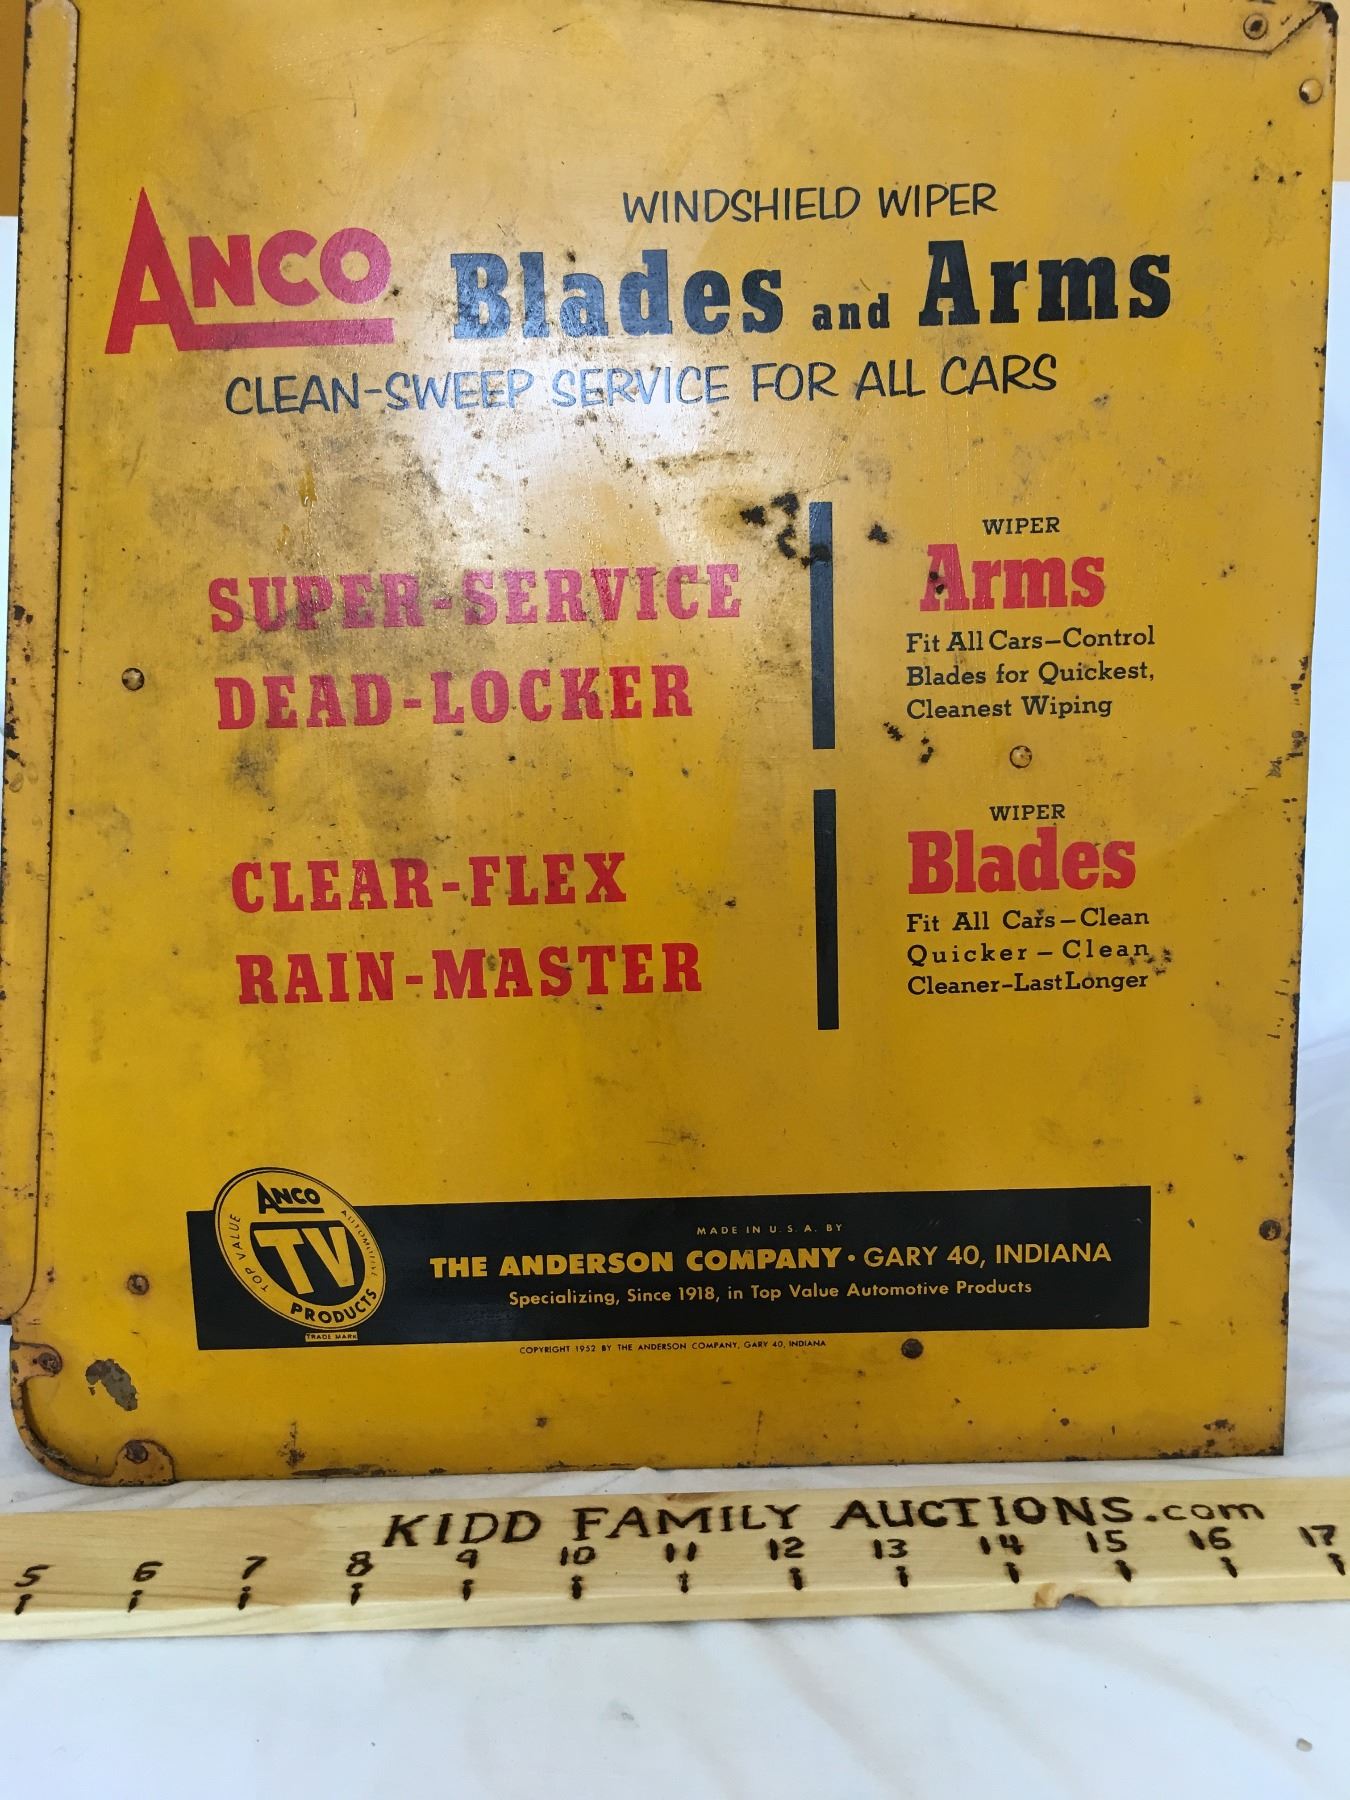 WINDSHIELD WIPER
ANCO Blades and Arms
CLEAN-SWEEP SERVICE FOR ALL CARS
SUPER-SERVICE
DEAD-LOCKER
WIPER
Arms
Fit All Cars–Control
Blades for Quickest,
Cleanest Wiping
CLEAR-FLEX
RAIN-MASTER
WIPER
Blades
Fit All Cars–Clean
Quicker – Clean
Cleaner–Last Longer
ANCO
TOP VALUE
AUTOMOTIVE
TV
PRODUCTS
TRADE MARK
MADE IN U. S. A. BY
THE ANDERSON COMPANY • GARY 40, INDIANA
Specializing, Since 1918, in Top Value Automotive Products
COPYRIGHT 1952 BY THE ANDERSON COMPANY, GARY 40, INDIANA
KIDD FAMILY AUCTIONS.com
5 6 7 8 9 10 11 12 13 14 15 16 17